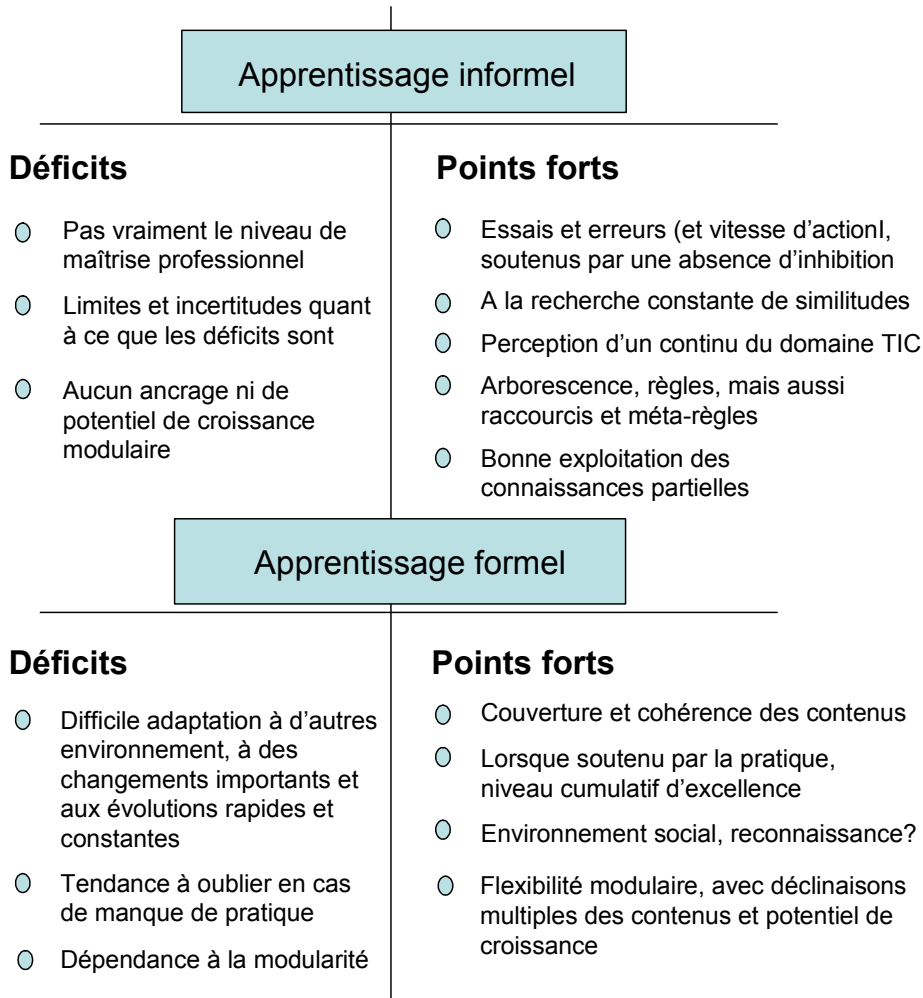 Apprentissage informel
Déficits
Pas vraiment le niveau de
maîtrise professionnel
Limites et incertitudes quant
à ce que les déficits sont
Aucun ancrage ni de
potentiel de croissance
modulaire
Points forts
Essais et erreurs (et vitesse d’actionI,
soutenus par une absence d’inhibition
A la recherche constante de similitudes
Perception d’un continu du domaine TIC
Arborescence, règles, mais aussi
raccourcis et méta-règles
Bonne exploitation des
connaissances partielles
Apprentissage formel
Déficits
Difficile adaptation à d’autres
environnement, à des
changements importants et
aux évolutions rapides et
constantes
Tendance à oublier en cas
de manque de pratique
Dépendance à la modularité
Points forts
Couverture et cohérence des contenus
Lorsque soutenu par la pratique,
niveau cumulatif d’excellence
Environnement social, reconnaissance?
Flexibilité modulaire, avec déclinaisons
multiples des contenus et potentiel de
croissance